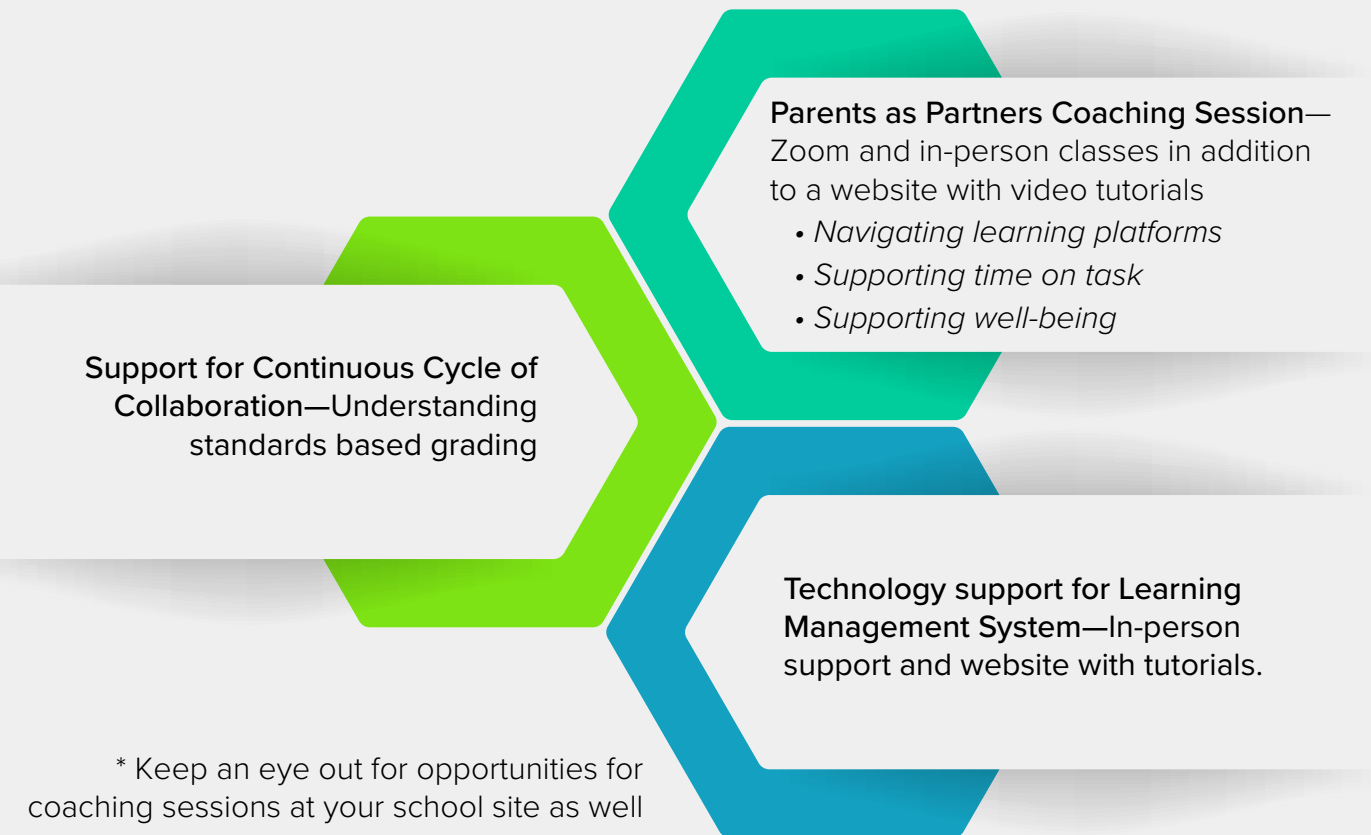 Parents as Partners Coaching Session—
Zoom and in-person classes in addition
to a website with video tutorials
• Navigating learning platforms
• Supporting time on task
• Supporting well-being
Support for Continuous Cycle of
Collaboration—Understanding
standards based grading
Technology support for Learning
Management System—In-person
support and website with tutorials.
* Keep an eye out for opportunities for
coaching sessions at your school site as well